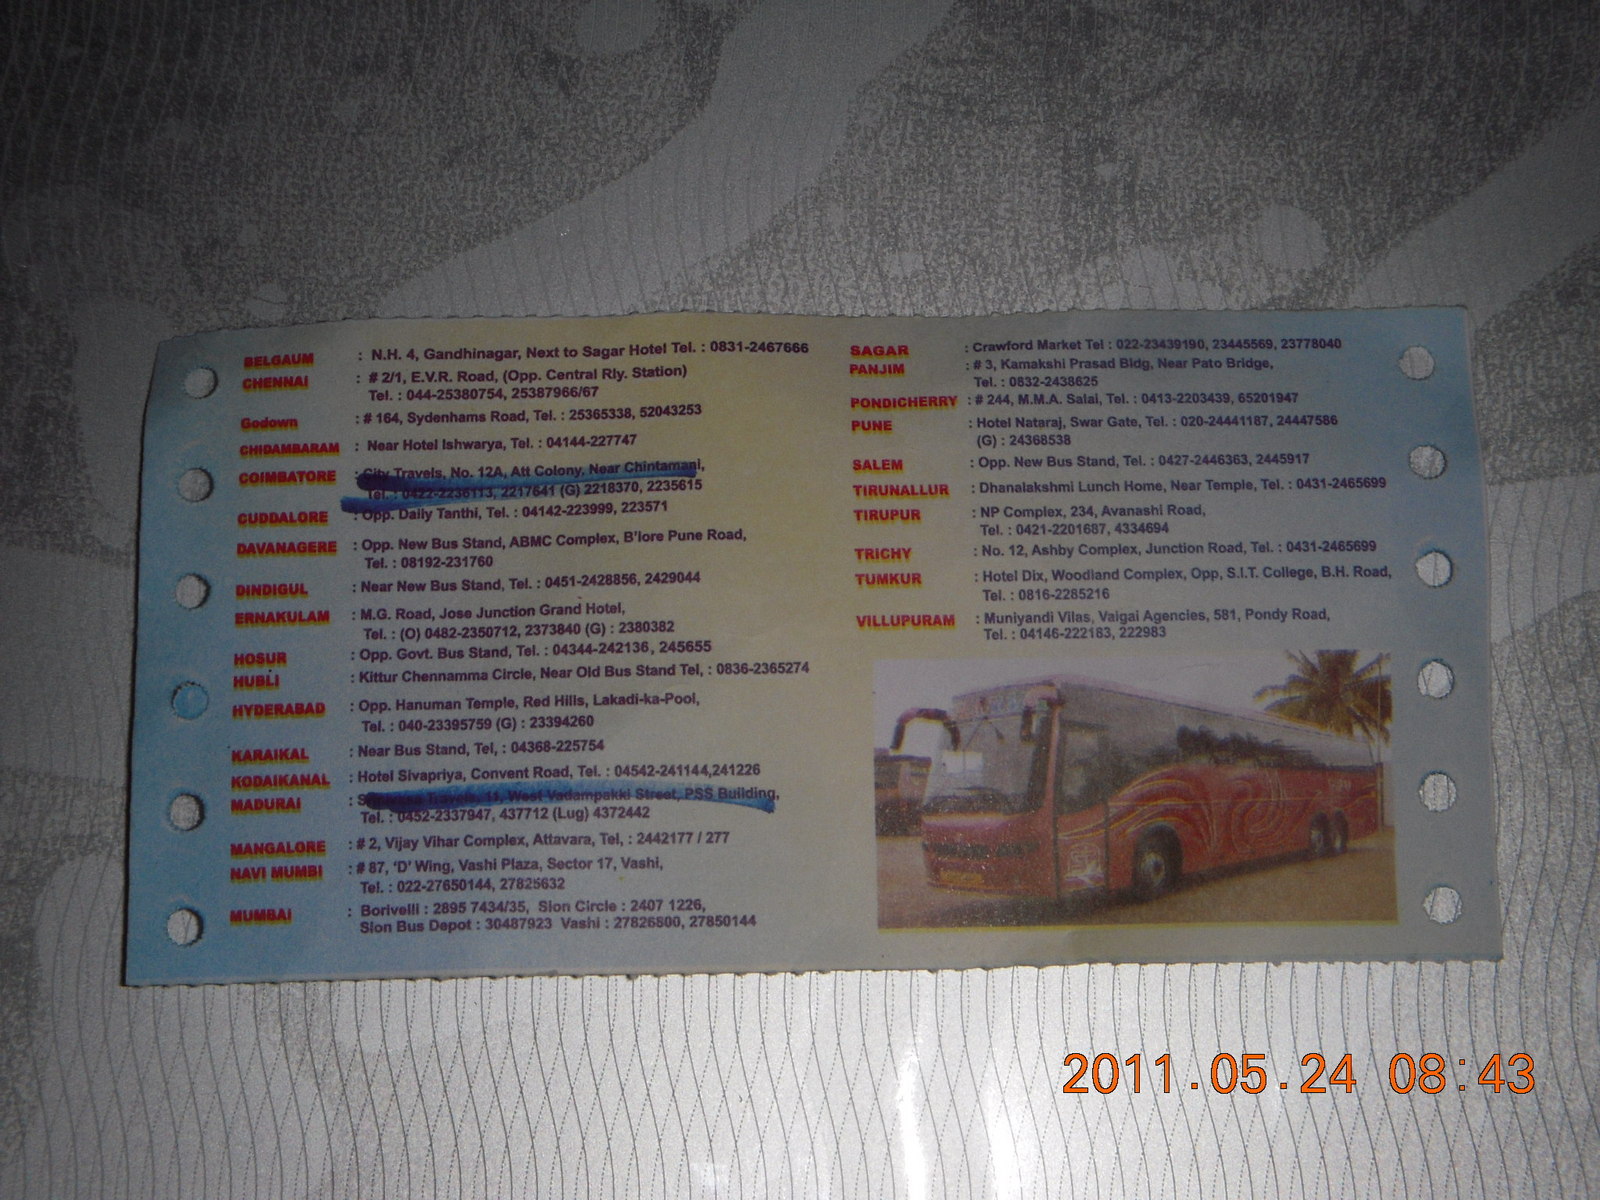 BELGAUM : N.H. 4, Gandhinagar, Next to Sagar Hotel Tel. : 0831-2467666
CHENNAI : # 2/1, E.V.R. Road, (Opp. Central Rly. Station)
Tel. : 044-25380754, 25387966/67
Godown : # 164, Sydenhams Road, Tel. : 25365338, 52043253
CHIDAMBARAM : Near Hotel Ishwarya, Tel. : 04144-227747
COIMBATORE : City Travels, No. 12A, Att Colony, Near Chintamani,
Tel. : 0422-2236113, 2217641 (G) 2218370, 2235615
CUDDALORE : Opp. Daily Tanthi, Tel. : 04142-223999, 223571
DAVANAGERE : Opp. New Bus Stand, ABMC Complex, B'lore Pune Road,
Tel. : 08192-231760
DINDIGUL : Near New Bus Stand, Tel. : 0451-2428856, 2429044
ERNAKULAM : M.G. Road, Jose Junction Grand Hotel,
Tel. : (O) 0482-2350712, 2373840 (G) : 2380382
HOSUR : Opp. Govt. Bus Stand, Tel. : 04344-242136, 245655
HUBLI : Kittur Chennamma Circle, Near Old Bus Stand Tel, : 0836-2365274
HYDERABAD : Opp. Hanuman Temple, Red Hills, Lakadi-ka-Pool,
Tel. : 040-23395759 (G) : 23394260
KARAIKAL : Near Bus Stand, Tel, : 04368-225754
KODAIKANAL : Hotel Sivapriya, Convent Road, Tel. : 04542-241144,241226
MADURAI : Travels, 11, West Vadampakki Street, PSS Building,
Tel. : 0452-2337947, 437712 (Lug) 4372442
MANGALORE : # 2, Vijay Vihar Complex, Attavara, Tel, : 2442177 / 277
NAVI MUMBI : # 87, 'D' Wing, Vashi Plaza, Sector 17, Vashi,
Tel. : 022-27650144, 27825632
MUMBAI : Borivelli : 2895 7434/35, Sion Circle : 2407 1226,
Sion Bus Depot : 30487923 Vashi : 27826800, 27850144
SAGAR : Crawford Market Tel : 022-23439190, 23445569, 23778040
PANJIM : # 3, Kamakshi Prasad Bldg, Near Pato Bridge,
Tel. : 0832-2438625
PONDICHERRY : # 244, M.M.A. Salai, Tel. : 0413-2203439, 65201947
PUNE : Hotel Nataraj, Swar Gate, Tel. : 020-24441187, 24447586
(G) : 24368538
SALEM : Opp. New Bus Stand, Tel. : 0427-2446363, 2445917
TIRUNALLUR : Dhanalakshmi Lunch Home, Near Temple, Tel. : 0431-2465699
TIRUPUR : NP Complex, 234, Avanashi Road,
Tel. : 0421-2201687, 4334694
TRICHY : No. 12, Ashby Complex, Junction Road, Tel. : 0431-2465699
TUMKUR : Hotel Dix, Woodland Complex, Opp, S.I.T. College, B.H. Road,
Tel. : 0816-2285216
VILLUPURAM : Muniyandi Vilas, Vaigai Agencies, 581, Pondy Road,
Tel. : 04146-222183, 222983
2011.05.24 08:43